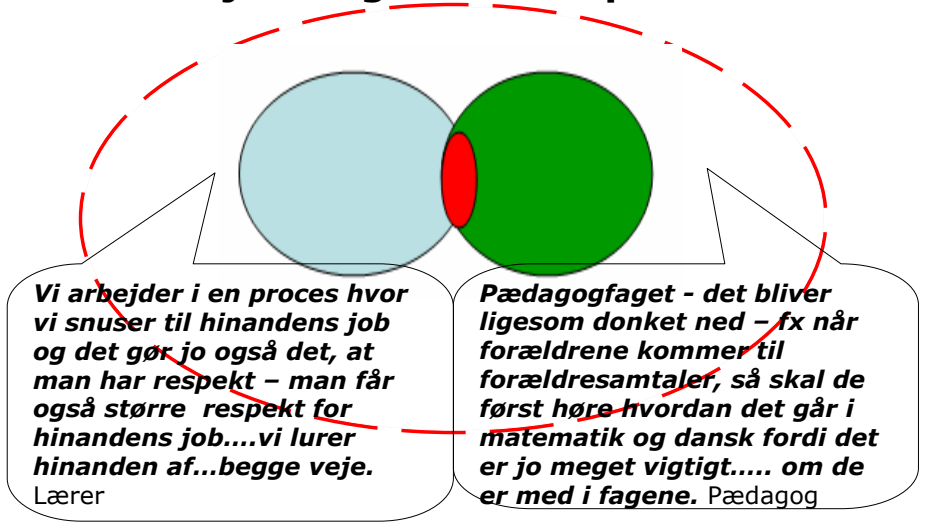 Vi arbejder i en proces hvor
vi snuser til hinandens job
og det gør jo også det, at
man har respekt – man får
også større respekt for
hinandens job....vi lurer
hinanden af...begge veje.
Lærer
Pædagogfaget - det bliver
ligesom donket ned – fx når
forældrene kommer til
forældresamtaler, så skal de
først høre hvordan det går i
matematik og dansk fordi det
er jo meget vigtigt..... om de
er med i fagene. Pædagog